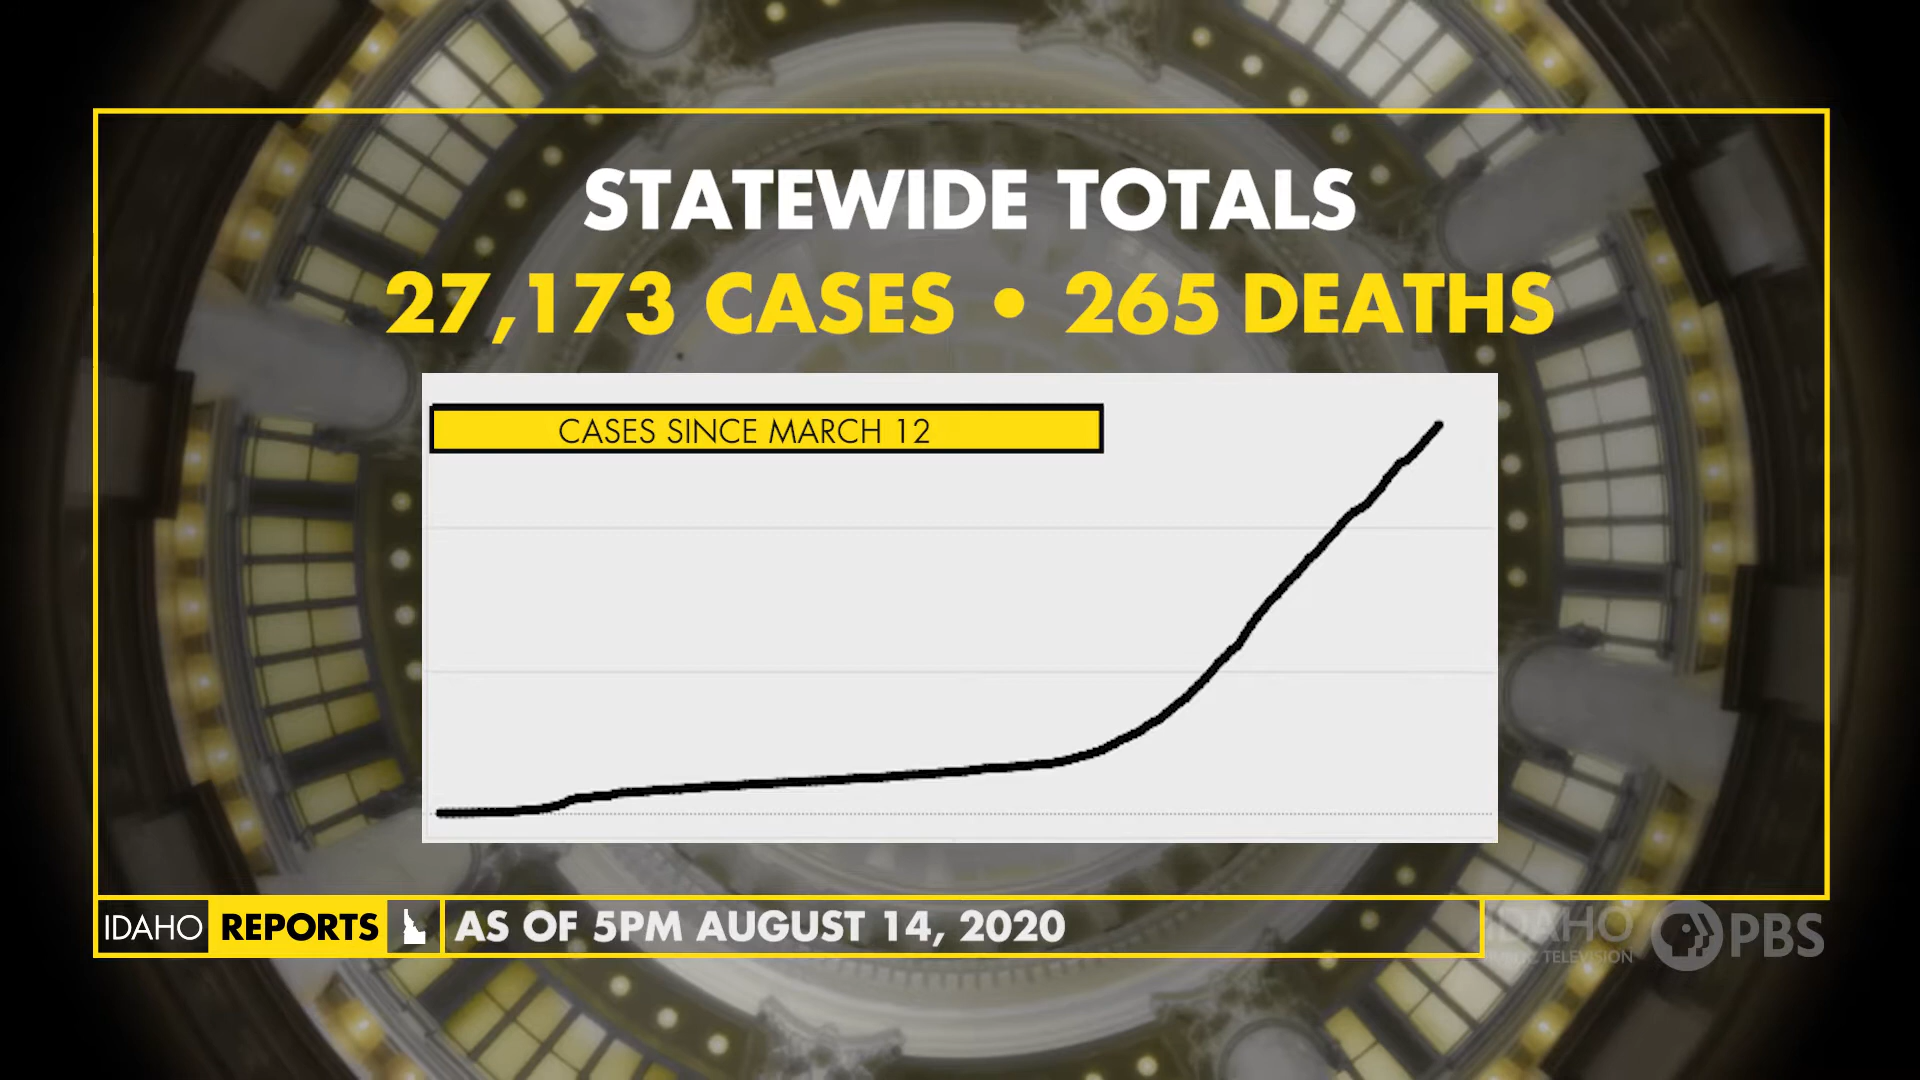 STATEWIDE TOTALS
27,173 CASES • 265 DEATHS
CASES SINCE MARCH 12
IDAHO REPORTS AS OF 5PM AUGUST 14, 2020
IDAHO PBS
TELEVISION